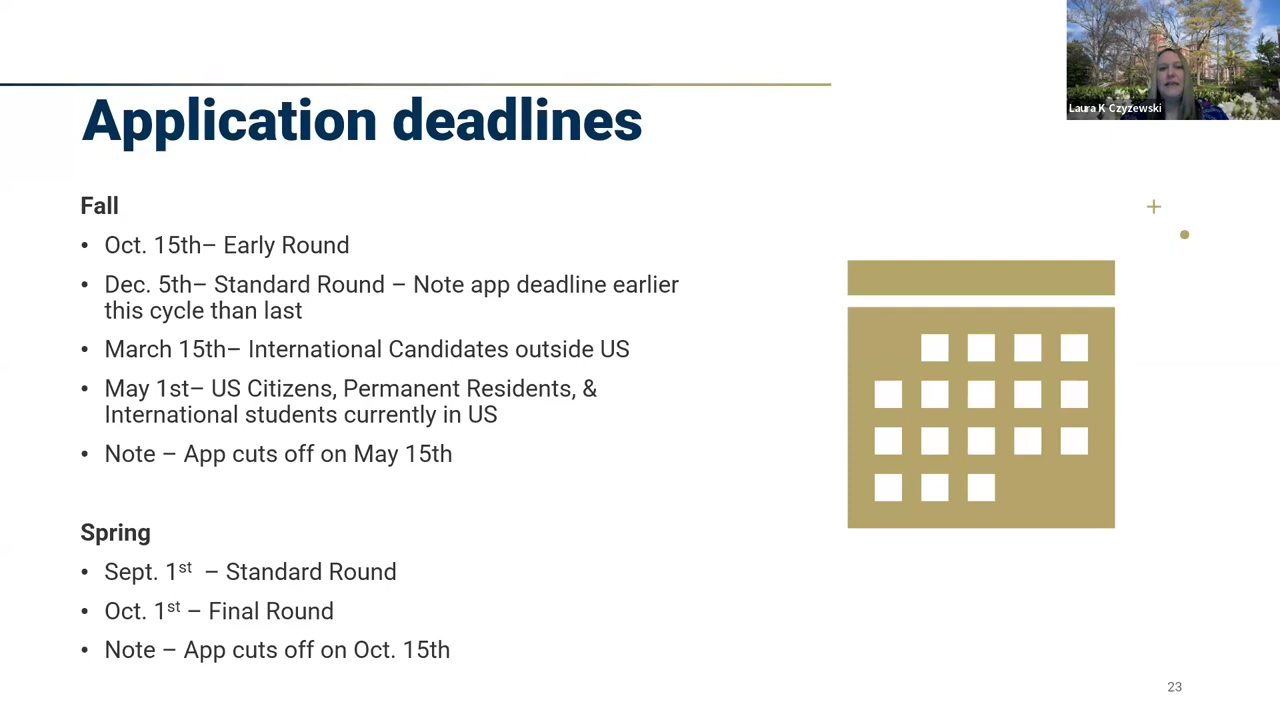 Laura K Czyzewski
Application deadlines
Fall
• Oct. 15th– Early Round
• Dec. 5th– Standard Round – Note app deadline earlier
this cycle than last
• March 15th– International Candidates outside US
• May 1st– US Citizens, Permanent Residents, &
International students currently in US
• Note – App cuts off on May 15th
Spring
• Sept. 1st – Standard Round
• Oct. 1st – Final Round
• Note – App cuts off on Oct. 15th
23